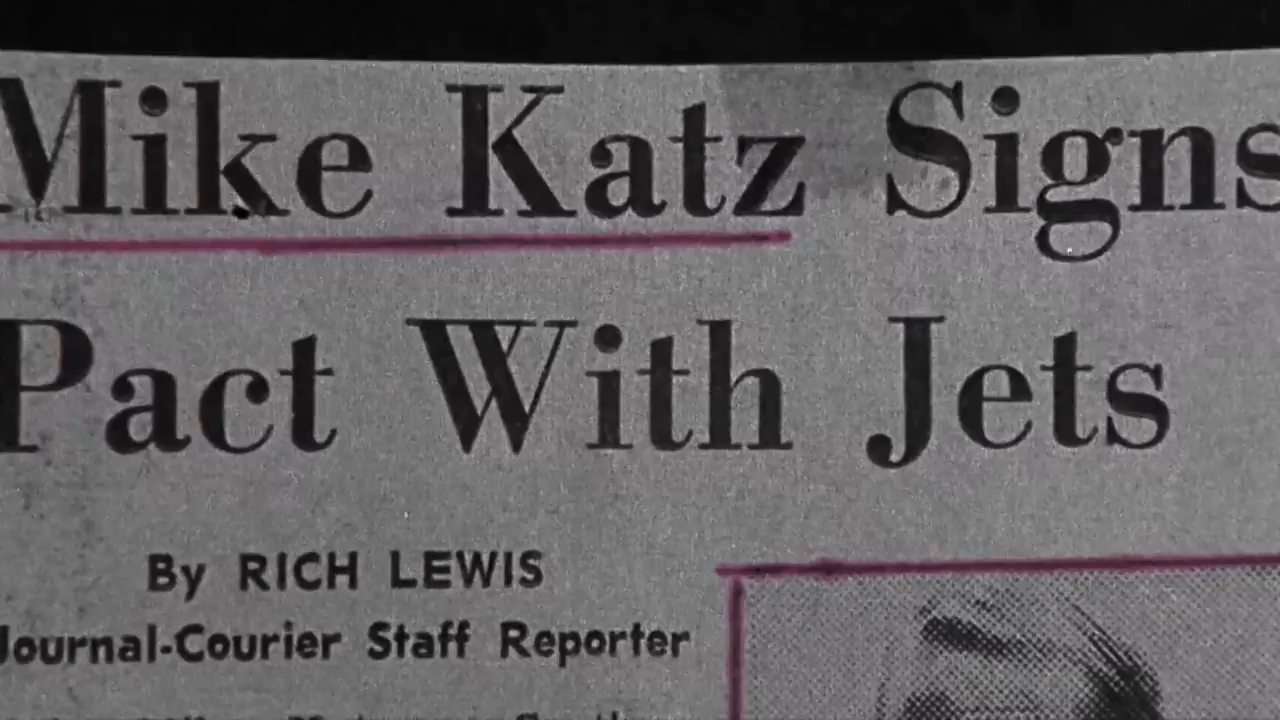 Mike Katz Signs
Pact With Jets
By RICH LEWIS
Journal-Courier Staff Reporter